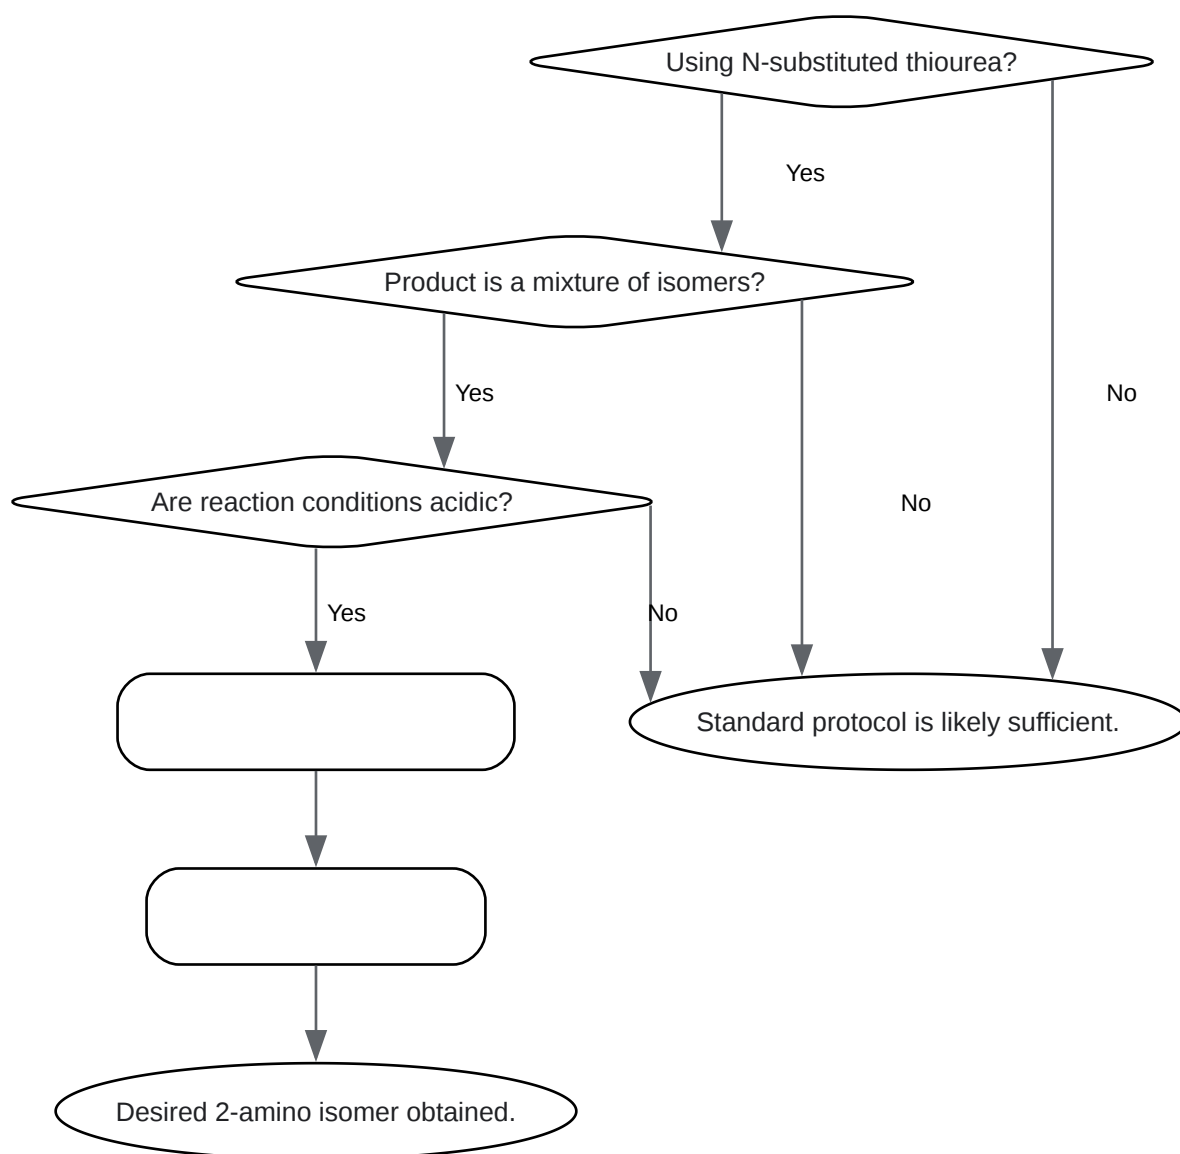 Using N-substituted thiourea?
Yes
Product is a mixture of isomers?
Yes
No
Are reaction conditions acidic?
No
Yes
No
Standard protocol is likely sufficient.
Desired 2-amino isomer obtained.